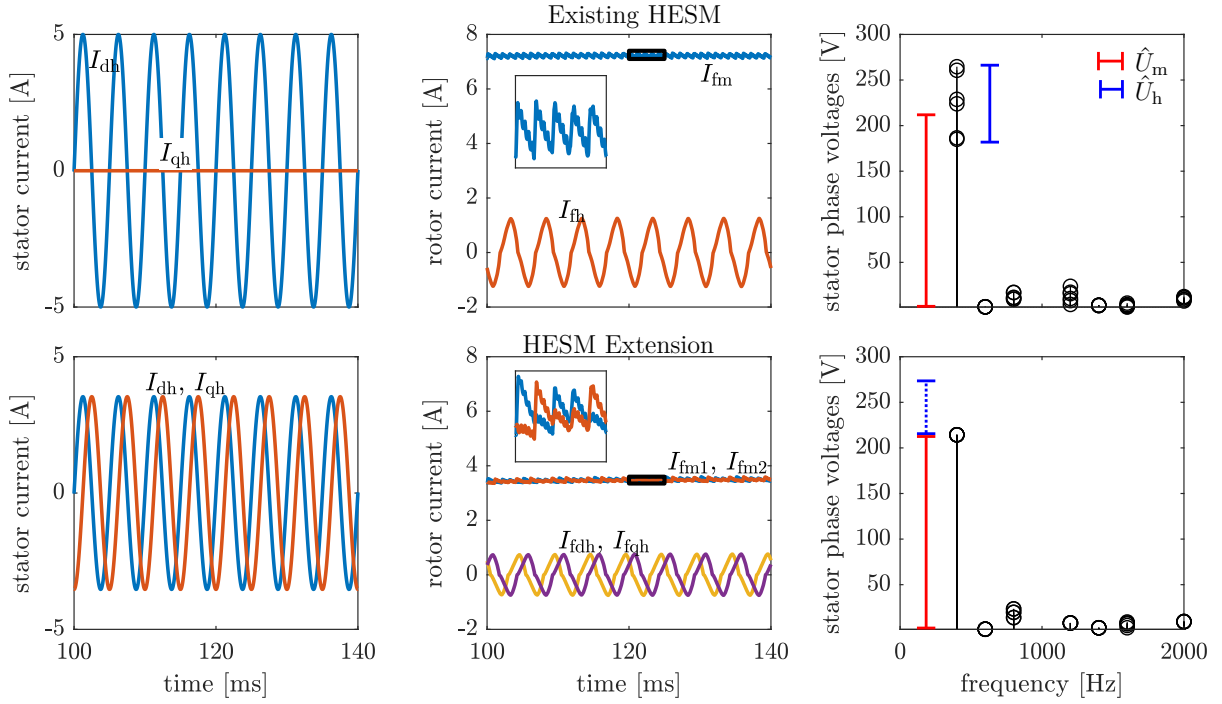 Existing HESM
stator current [A]
5
0
-5
I_dh
I_qh
rotor current [A]
8
6
4
2
0
-2
100
120
140
I_fm
I_fh
stator phase voltages [V]
300
250
200
150
100
50
Û_m
Û_h
HESM Extension
stator current [A]
5
0
-5
100
120
140
time [ms]
I_dh, I_qh
rotor current [A]
8
6
4
2
0
-2
100
120
140
time [ms]
I_fm1, I_fm2
I_fdh, I_fqh
stator phase voltages [V]
300
250
200
150
100
50
0
1000
2000
frequency [Hz]